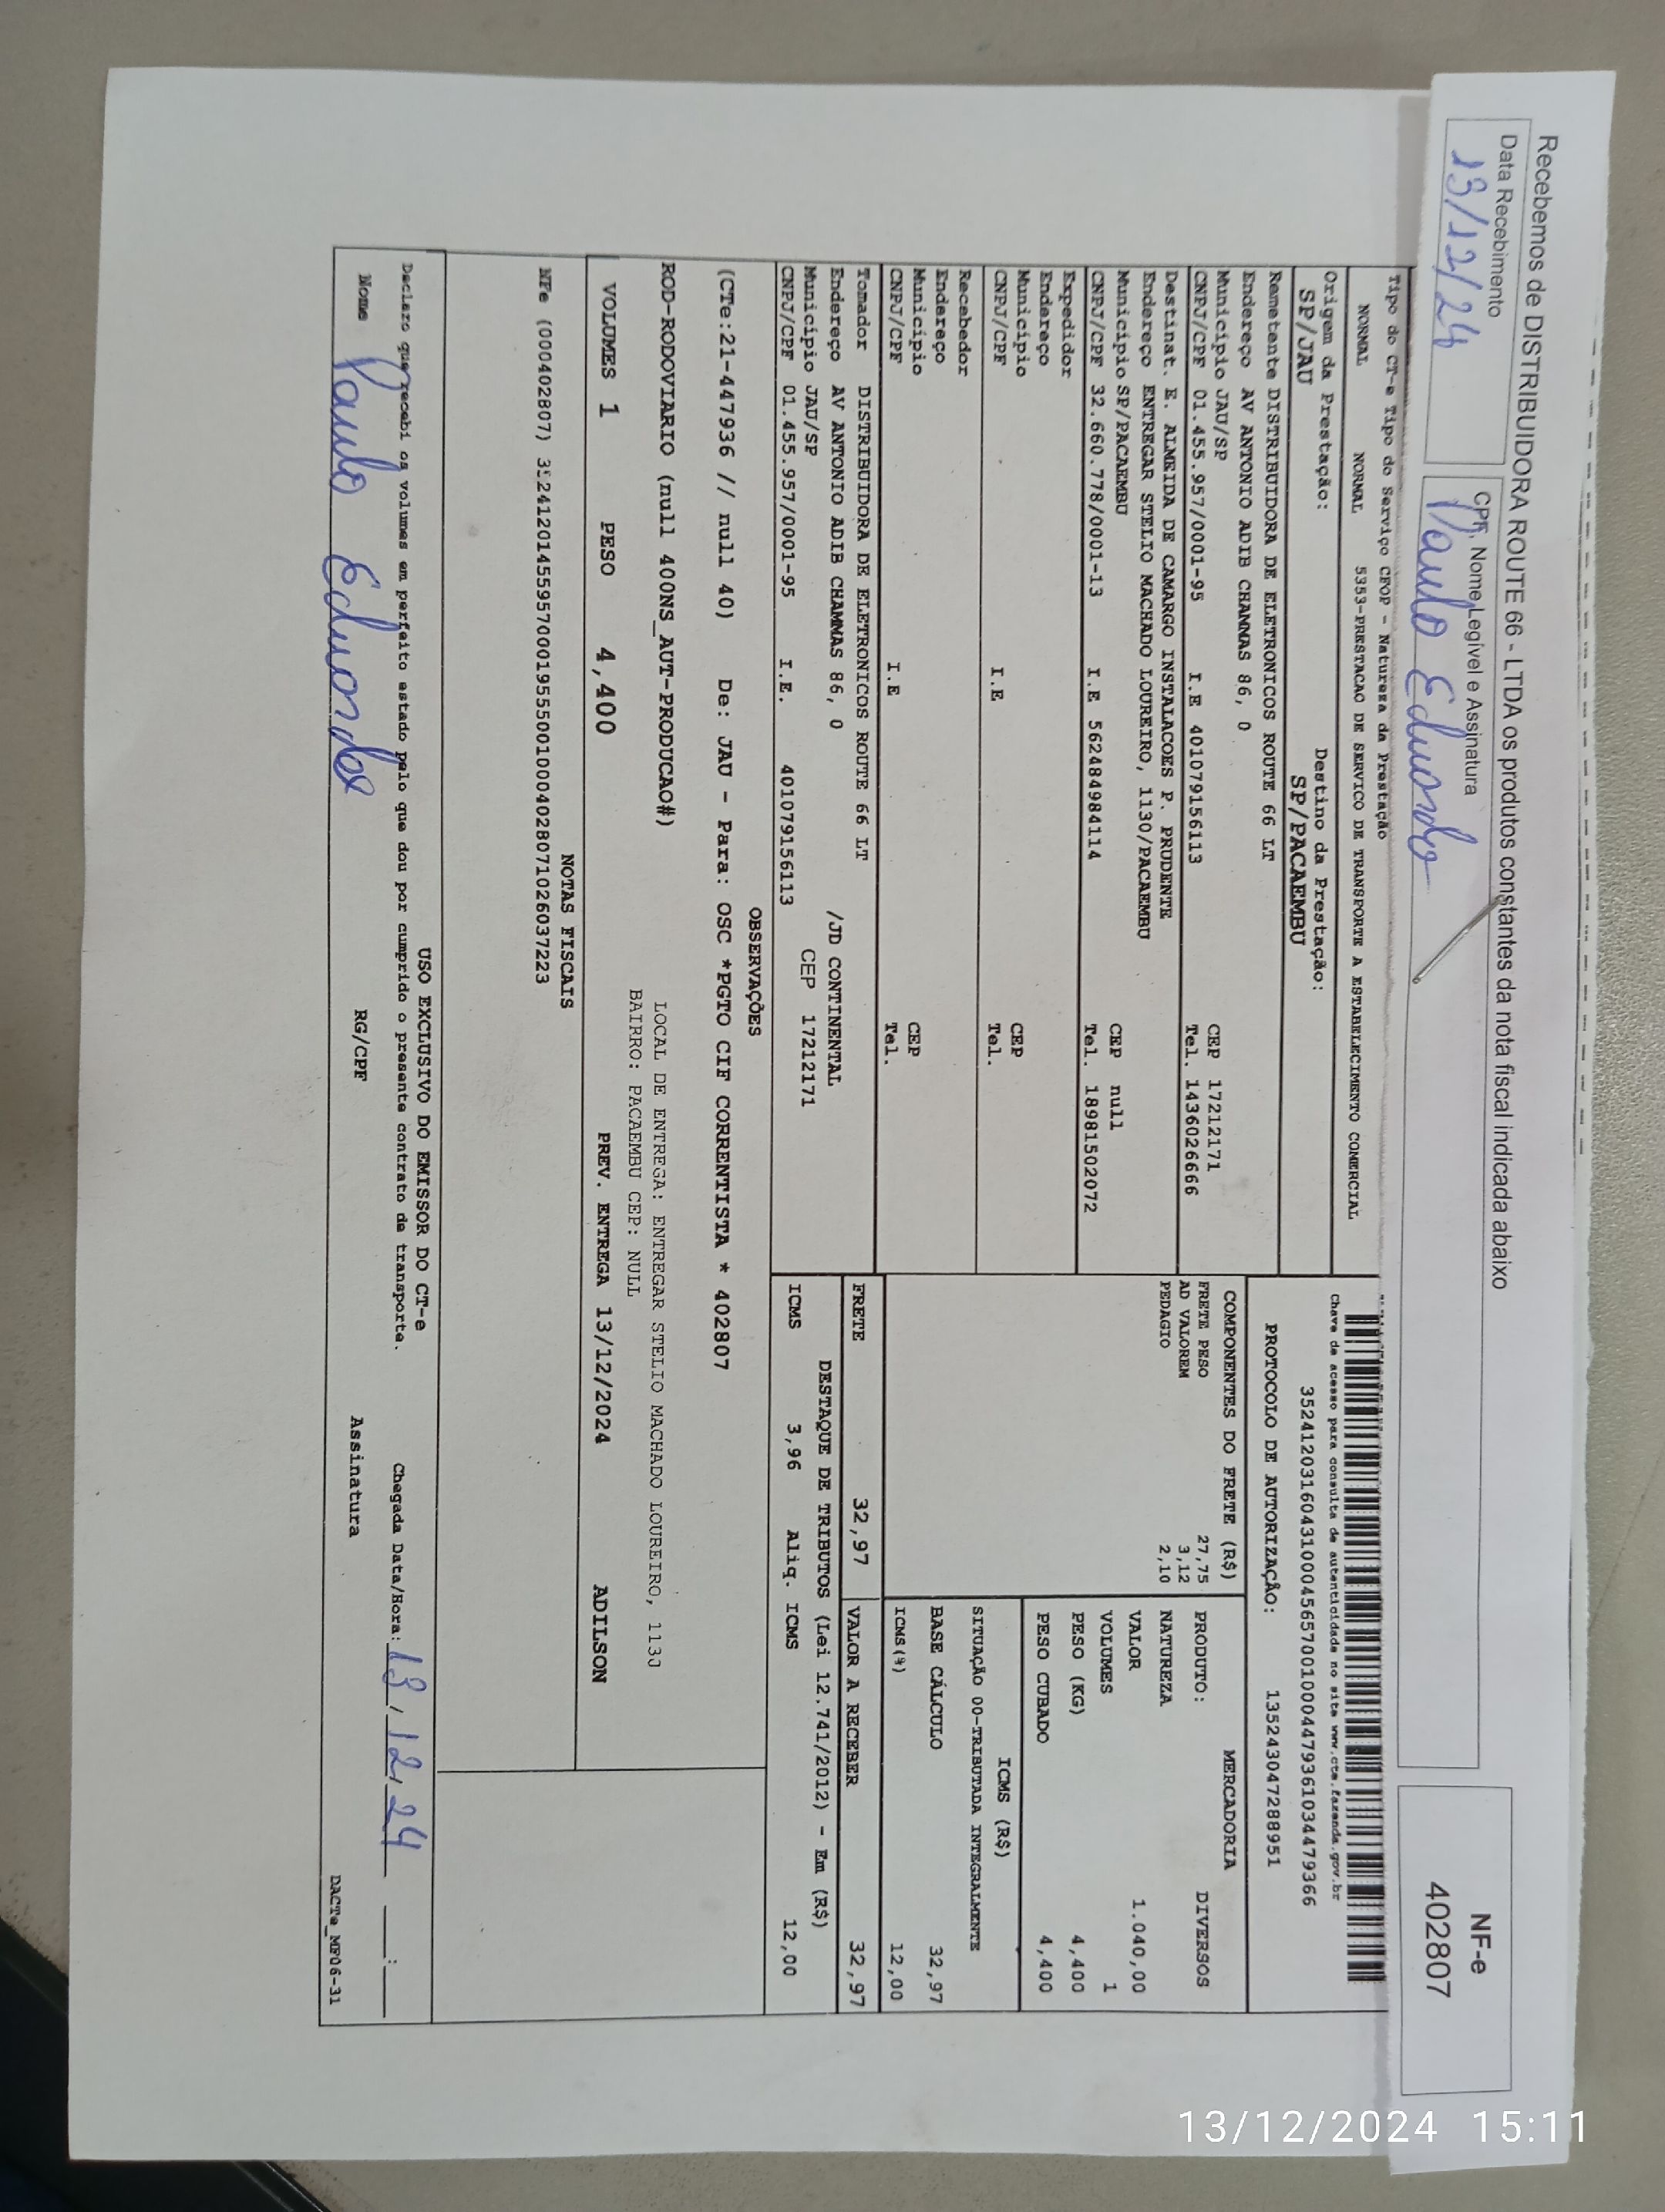 Recebemos de DISTRIBUIDORA ROUTE 66 - LTDA os produtos constantes da nota fiscal indicada abaixo
Data Recebimento
13/12/24
CPF, Nome Legível e Assinatura
Paulo Eduardo
NF-e
402807
Tipo do CT-e Tipo do Serviço CFOP - Natureza da Prestação
NORMAL NORMAL 5353-PRESTACAO DE SERVICO DE TRANSPORTE A ESTABELECIMENTO COMERCIAL
Origem da Prestação: Destino da Prestação:
SP/JAU SP/PACAEMBU
Remetente DISTRIBUIDORA DE ELETRONICOS ROUTE 66 LT
Endereço AV ANTONIO ADIB CHAMMAS 86, 0
Município JAU/SP CEP 17212171
CNPJ/CPF 01.455.957/0001-95 I.E 401079156113 Tel. 1436026666
Destinat. E. ALMEIDA DE CAMARGO INSTALACOES P. PRUDENTE
Endereço ENTREGAR STELIO MACHADO LOUREIRO, 1130/PACAEMBU
Município SP/PACAEMBU CEP null
CNPJ/CPF 32.660.778/0001-13 I.E 562484984114 Tel. 18981502072
Expedidor
Endereço
Município CEP
CNPJ/CPF I.E Tel.
Recebedor
Endereço
Município CEP
CNPJ/CPF I.E Tel.
Tomador DISTRIBUIDORA DE ELETRONICOS ROUTE 66 LT
Endereço AV ANTONIO ADIB CHAMMAS 86, 0 /JD CONTINENTAL
Município JAU/SP CEP 17212171
CNPJ/CPF 01.455.957/0001-95 I.E. 401079156113
Chave de acesso para consulta de autenticidade no site www.cte.fazenda.gov.br
35241203160431000456570010004479361034479366
PROTOCOLO DE AUTORIZAÇÃO: 135243047288951
COMPONENTES DO FRETE (R$)
FRETE PESO 27,75
AD VALOREM 3,12
PEDAGIO 2,10
MERCADORIA
PRODUTO: DIVERSOS
NATUREZA
VALOR 1.040,00
VOLUMES 1
PESO (KG) 4,400
PESO CUBADO 4,400
ICMS (R$)
SITUAÇÃO 00-TRIBUTADA INTEGRALMENTE
BASE CÁLCULO 32,97
ICMS(%) 12,00
FRETE 32,97 VALOR A RECEBER 32,97
DESTAQUE DE TRIBUTOS (Lei 12.741/2012) - Em (R$)
ICMS 3,96 Aliq. ICMS 12,00
OBSERVAÇÕES
(CTe:21-447936 // null 40) De: JAU - Para: OSC *PGTO CIF CORRENTISTA * 402807
ROD-RODOVIARIO (null 400NS_AUT-PRODUCAO#)
LOCAL DE ENTREGA: ENTREGAR STELIO MACHADO LOUREIRO, 1130
BAIRRO: PACAEMBU CEP: NULL
VOLUMES 1 PESO 4,400 PREV. ENTREGA 13/12/2024 ADILSON
NOTAS FISCAIS
NFe (000402807) 35241201455957000195550010004028071026037223
USO EXCLUSIVO DO EMISSOR DO CT-e
Declaro que recebi os volumes em perfeito estado pelo que dou por cumprido o presente contrato de transporte.
Chegada Data/Hora: 13/12/24 ___:___
Nome Paulo Eduardo RG/CPF Assinatura
DACTe_MF06-31
13/12/2024 15:11